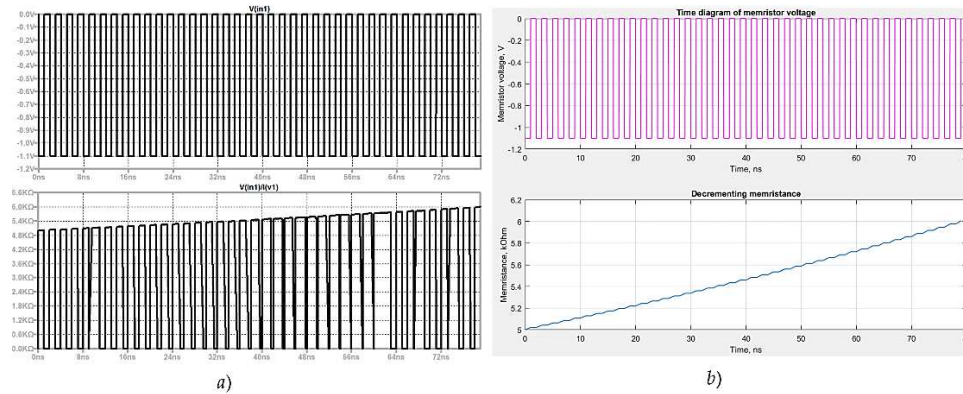 V(in1)
0.0V
-0.1V
-0.2V
-0.3V
-0.4V
-0.5V
-0.6V
-0.7V
-0.8V
-0.9V
-1.0V
-1.1V
-1.2V
0ns 8ns 16ns 24ns 32ns 40ns 48ns 56ns 64ns 72ns
V(in1)/I(v1)
6.6KΩ
6.0KΩ
5.4KΩ
4.8KΩ
4.2KΩ
3.6KΩ
3.0KΩ
2.4KΩ
1.8KΩ
1.2KΩ
0.6KΩ
0.0KΩ
0ns 8ns 16ns 24ns 32ns 40ns 48ns 56ns 64ns 72ns
a)
Time diagram of memristor voltage
Memristor voltage, V
0
-0.2
-0.4
-0.6
-0.8
-1
-1.2
0 10 20 30 40 50 60 70
Time, ns
Decrementing memristance
Memristance, kOhm
6.2
6
5.8
5.6
5.4
5.2
5
0 10 20 30 40 50 60 70
Time, ns
b)